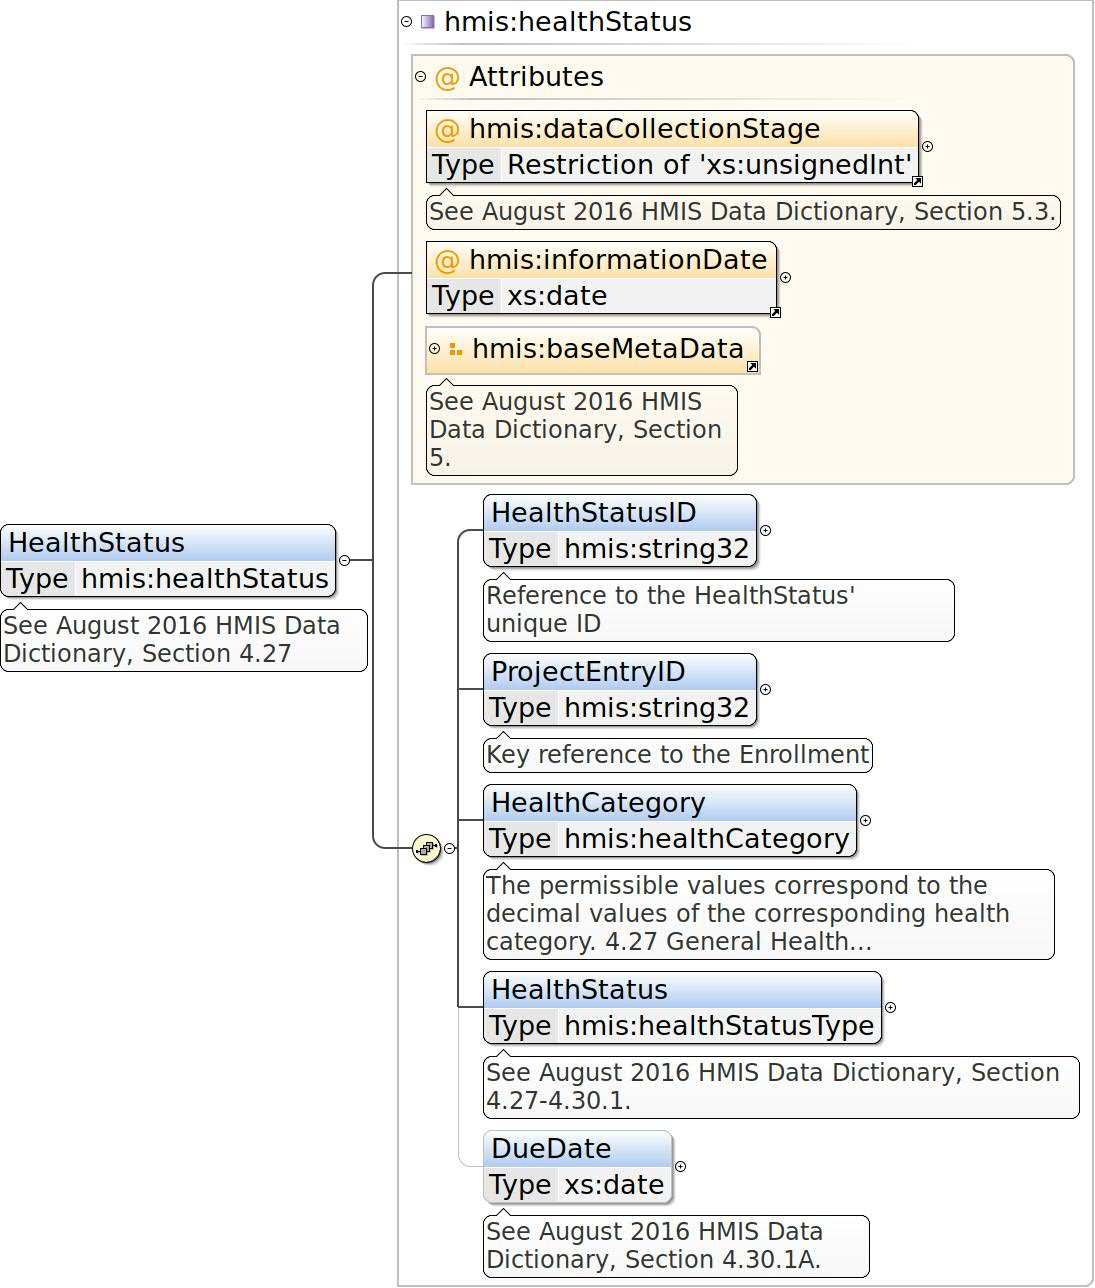 hmis:healthStatus
@ Attributes
@ hmis:dataCollectionStage
Type Restriction of 'xs:unsignedInt'
See August 2016 HMIS Data Dictionary, Section 5.3.
@ hmis:informationDate
Type xs:date
hmis:baseMetaData
See August 2016 HMIS
Data Dictionary, Section
5.
HealthStatus
Type hmis:healthStatus
See August 2016 HMIS Data
Dictionary, Section 4.27
HealthStatusID
Type hmis:string32
Reference to the HealthStatus'
unique ID
ProjectEntryID
Type hmis:string32
Key reference to the Enrollment
HealthCategory
Type hmis:healthCategory
The permissible values correspond to the
decimal values of the corresponding health
category. 4.27 General Health...
HealthStatus
Type hmis:healthStatusType
See August 2016 HMIS Data Dictionary, Section
4.27-4.30.1.
DueDate
Type xs:date
See August 2016 HMIS Data
Dictionary, Section 4.30.1A.